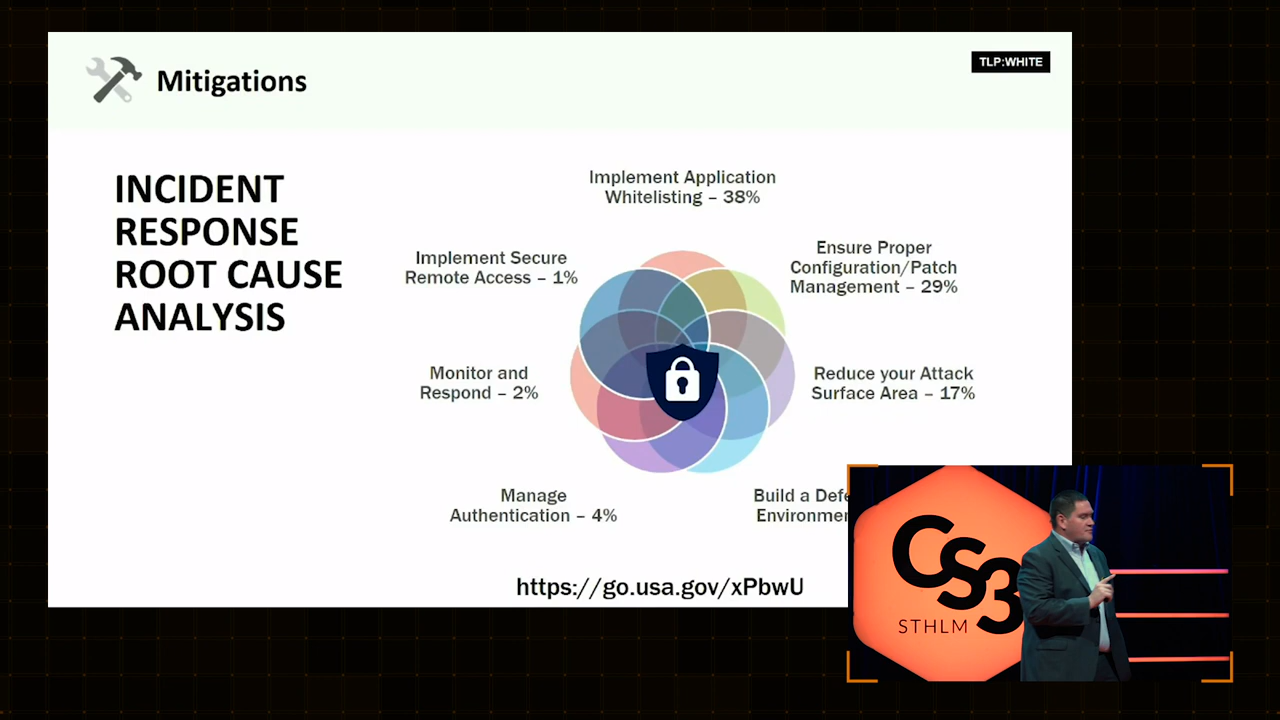 Mitigations
TLP:WHITE
INCIDENT
RESPONSE
ROOT CAUSE
ANALYSIS
Implement Application
Whitelisting – 38%
Ensure Proper
Configuration/Patch
Management – 29%
Implement Secure
Remote Access – 1%
Monitor and
Respond – 2%
Reduce your Attack
Surface Area – 17%
Manage
Authentication – 4%
Build a
https://go.usa.gov/xPbwU
CS3
STHLM